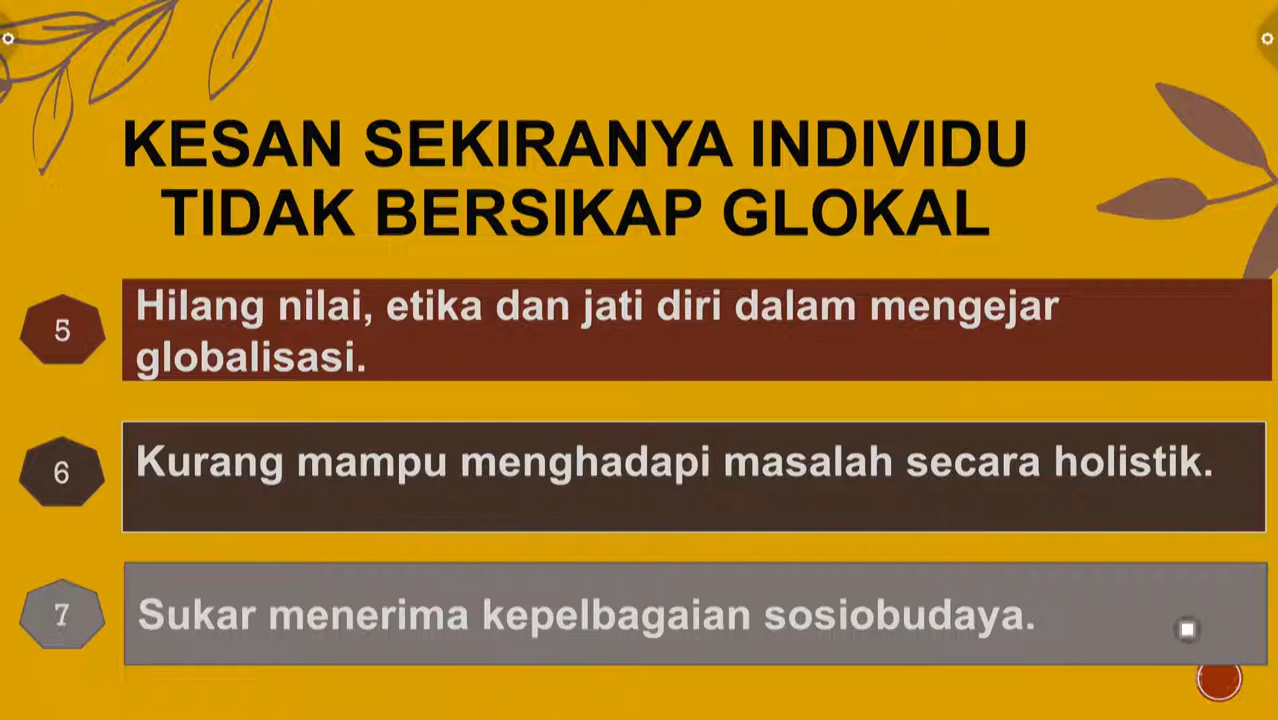 KESAN SEKIRANYA INDIVIDU
TIDAK BERSIKAP GLOKAL
5
Hilang nilai, etika dan jati diri dalam mengejar
globalisasi.
6
Kurang mampu menghadapi masalah secara holistik.
7
Sukar menerima kepelbagaian sosiobudaya.